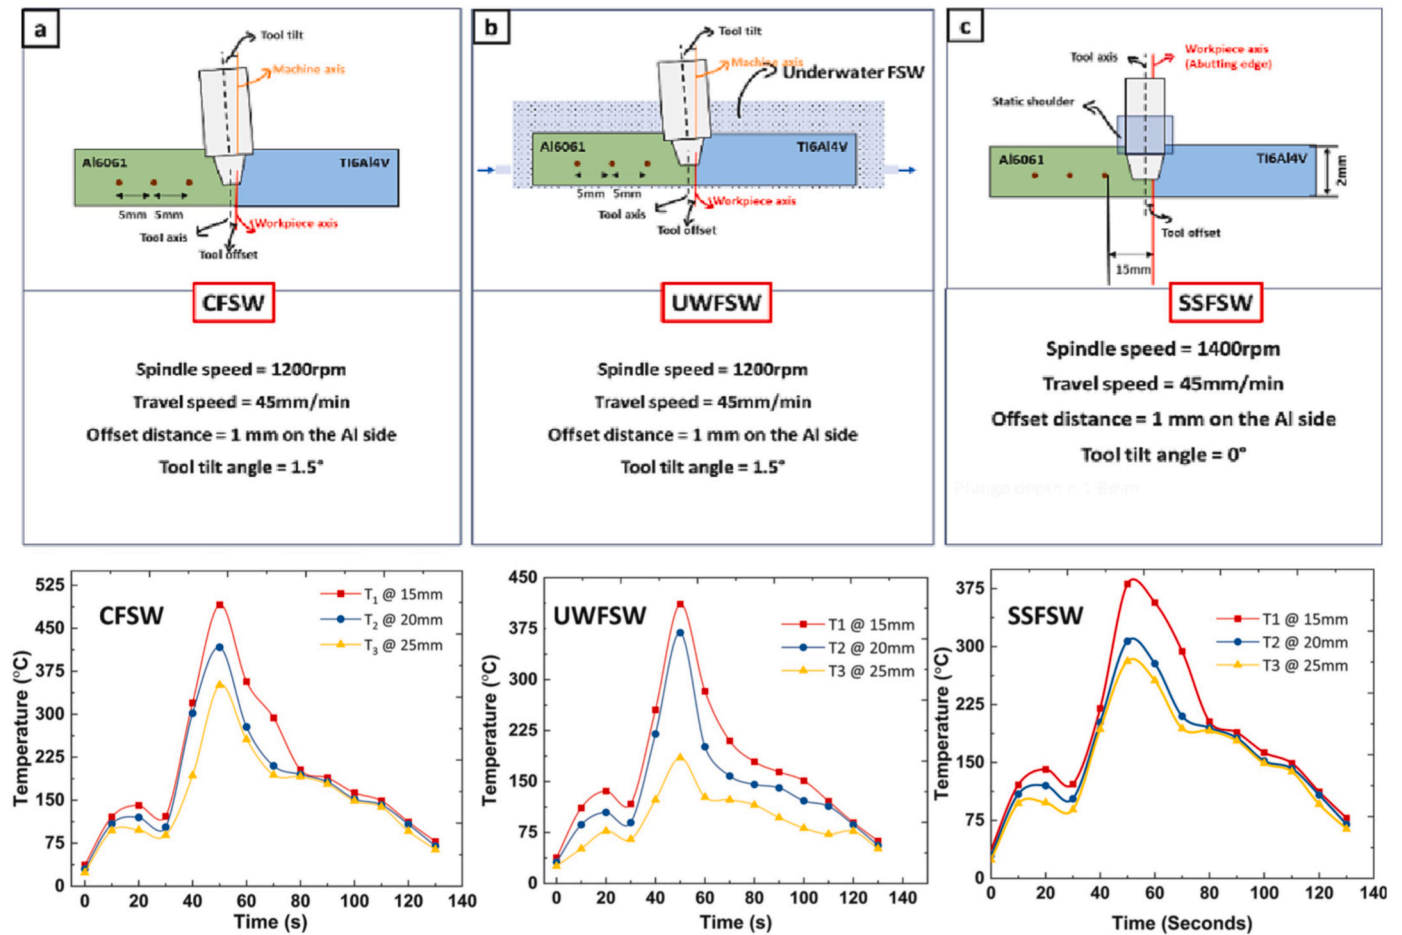 a
Tool tilt
Machine axis
Al6061
TI6Al4V
5mm
5mm
Workpiece axis
Tool axis
Tool offset
CFSW
Spindle speed = 1200rpm
Travel speed = 45mm/min
Offset distance = 1 mm on the Al side
Tool tilt angle = 1.5°
b
Tool tilt
Machine axis
Underwater FSW
Al6061
TI6Al4V
5mm
5mm
Workpiece axis
Tool axis
Tool offset
UWFSW
Spindle speed = 1200rpm
Travel speed = 45mm/min
Offset distance = 1 mm on the Al side
Tool tilt angle = 1.5°
c
Workpiece axis
(Abutting edge)
Tool axis
Static shoulder
Al6061
TI6Al4V
2mm
Tool offset
15mm
SSFSW
Spindle speed = 1400rpm
Travel speed = 45mm/min
Offset distance = 1 mm on the Al side
Tool tilt angle = 0°
Plunge depth = 1.8mm
CFSW
T1 @ 15mm
T2 @ 20mm
T3 @ 25mm
Temperature (°C)
525
450
375
300
225
150
75
0
0 20 40 60 80 100 120 140
Time (s)
UWFSW
T1 @ 15mm
T2 @ 20mm
T3 @ 25mm
Temperature (°C)
450
375
300
225
150
75
0
0 20 40 60 80 100 120 140
Time (s)
SSFSW
T1 @ 15mm
T2 @ 20mm
T3 @ 25mm
Temperature (°C)
375
300
225
150
75
0
0 20 40 60 80 100 120 140
Time (Seconds)